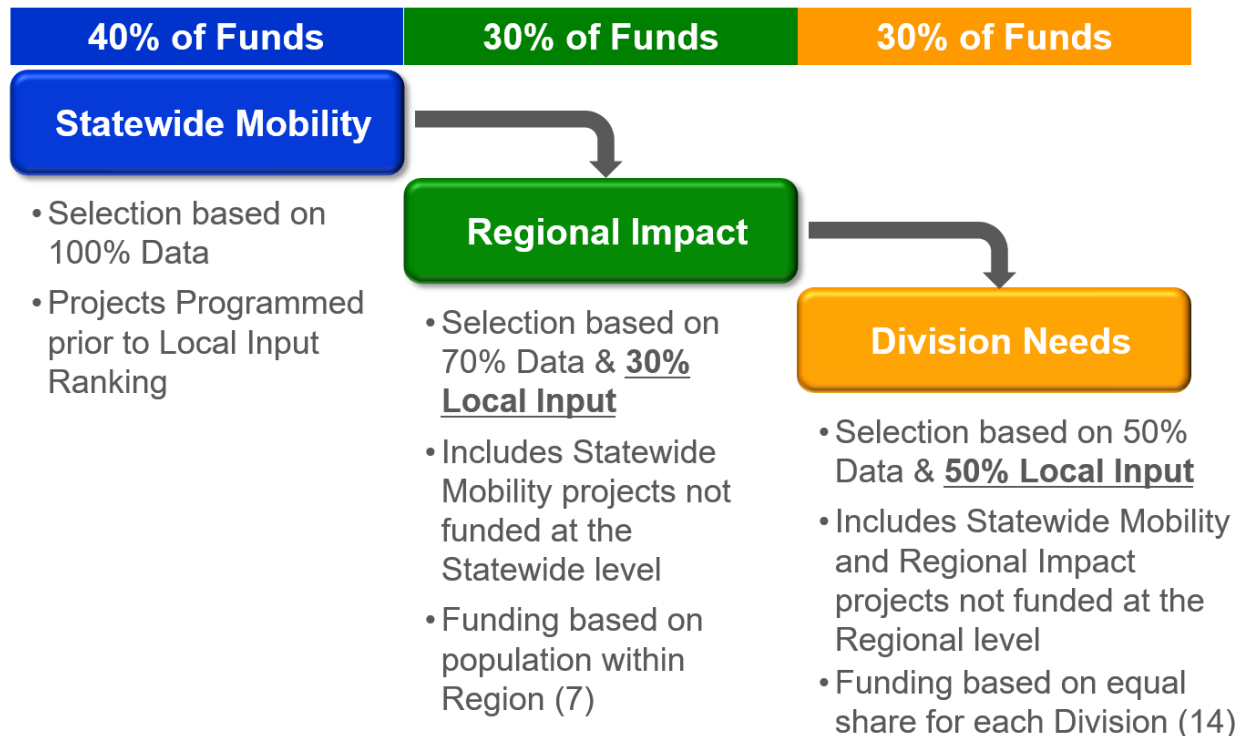 40% of Funds
30% of Funds
30% of Funds
Statewide Mobility
• Selection based on
100% Data
• Projects Programmed
prior to Local Input
Ranking
Regional Impact
• Selection based on
70% Data & 30%
Local Input
• Includes Statewide
Mobility projects not
funded at the
Statewide level
• Funding based on
population within
Region (7)
Division Needs
• Selection based on 50%
Data & 50% Local Input
• Includes Statewide Mobility
and Regional Impact
projects not funded at the
Regional level
• Funding based on equal
share for each Division (14)